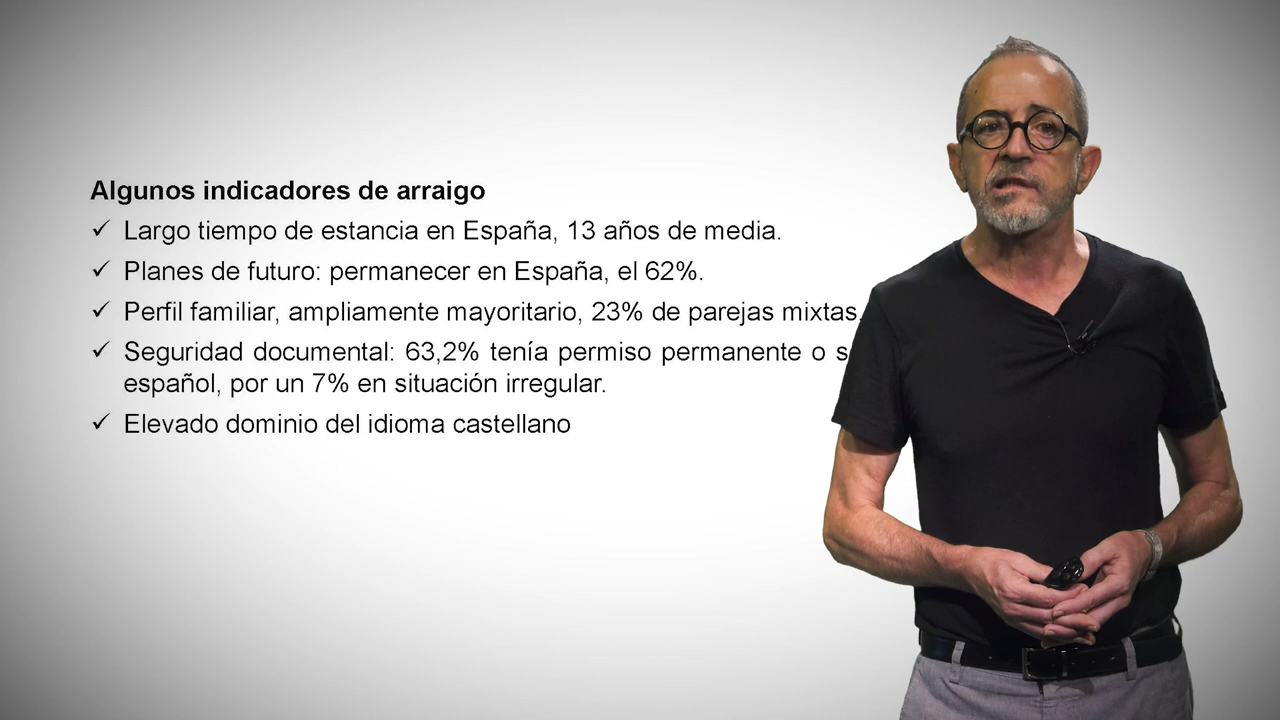 Algunos indicadores de arraigo
✓ Largo tiempo de estancia en España, 13 años de media.
✓ Planes de futuro: permanecer en España, el 62%.
✓ Perfil familiar, ampliamente mayoritario, 23% de parejas mixtas.
✓ Seguridad documental: 63,2% tenía permiso permanente o
español, por un 7% en situación irregular.
✓ Elevado dominio del idioma castellano